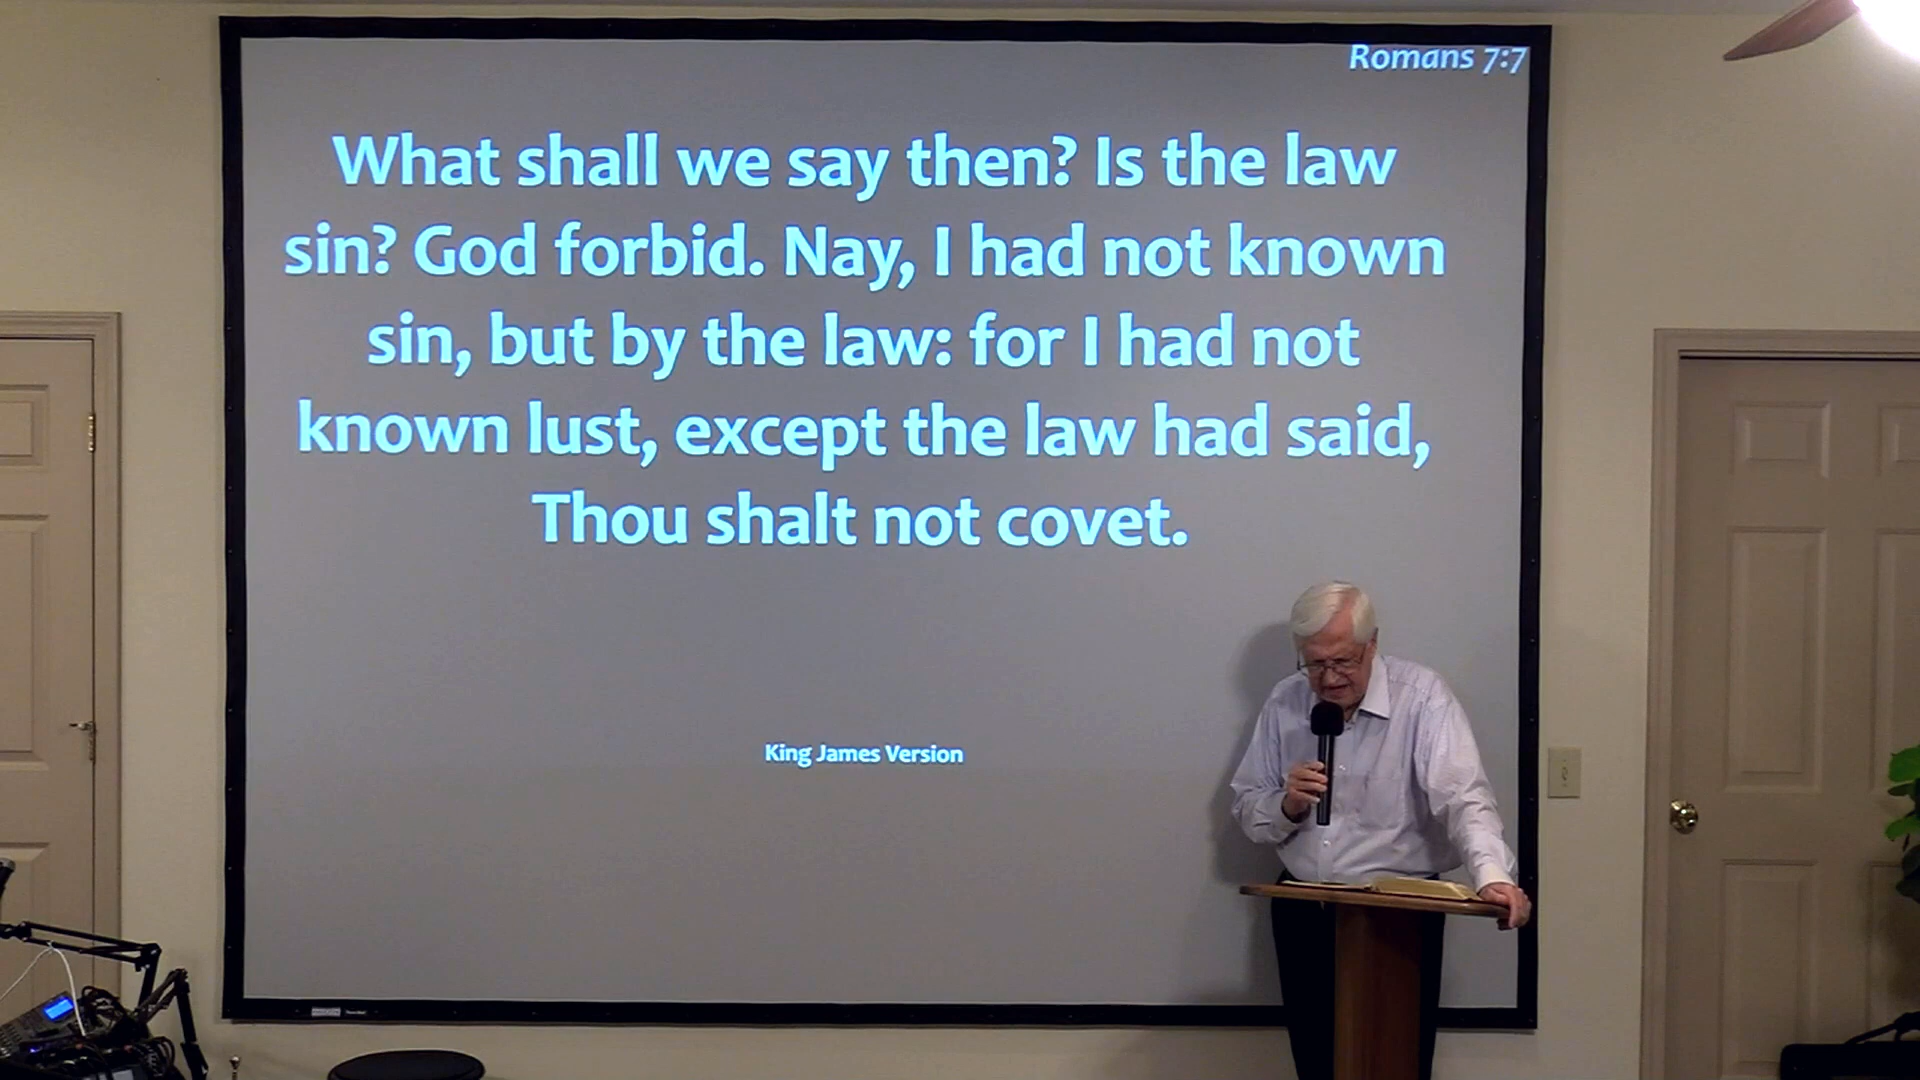 Romans 7:7
What shall we say then? Is the law
sin? God forbid. Nay, I had not known
sin, but by the law: for I had not
known lust, except the law had said,
Thou shalt not covet.
King James Version